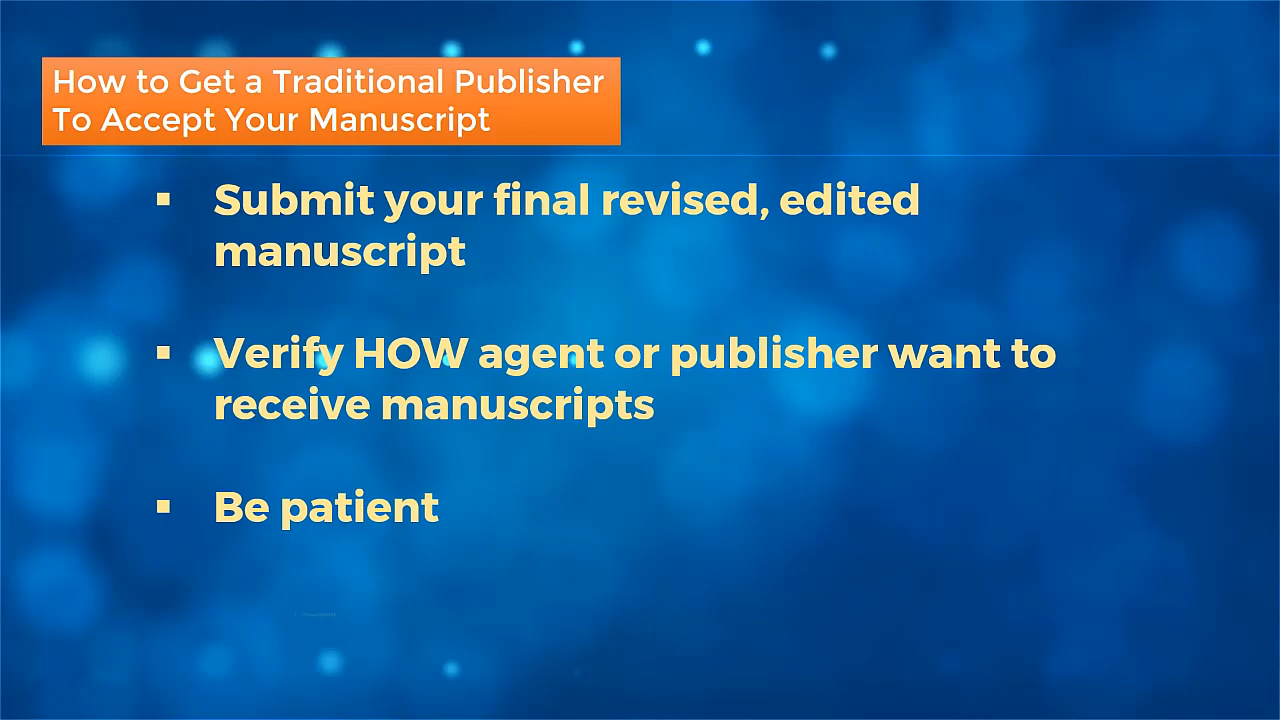 How to Get a Traditional Publisher
To Accept Your Manuscript
▪ Submit your final revised, edited
manuscript
▪ Verify HOW agent or publisher want to
receive manuscripts
▪ Be patient